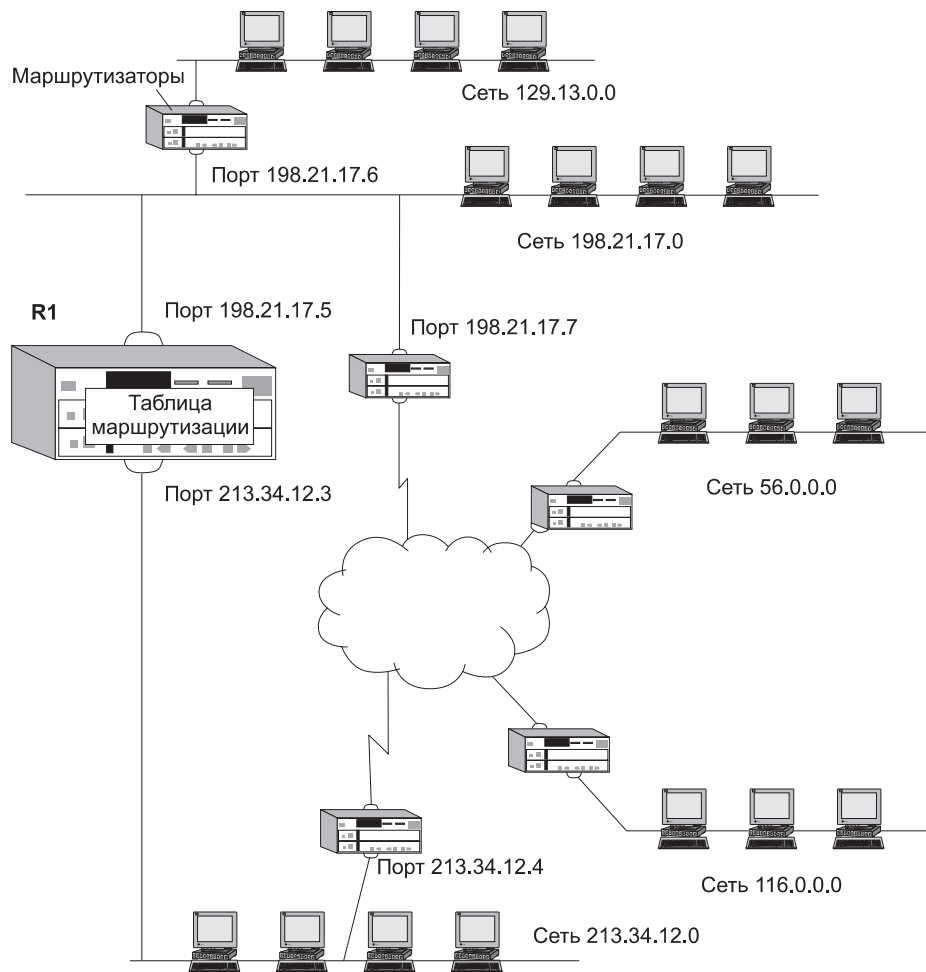 Маршрутизаторы
Сеть 129.13.0.0
Порт 198.21.17.6
Сеть 198.21.17.0
R1
Порт 198.21.17.5
Порт 198.21.17.7
Таблица
маршрутизации
Порт 213.34.12.3
Сеть 56.0.0.0
Порт 213.34.12.4
Сеть 116.0.0.0
Сеть 213.34.12.0